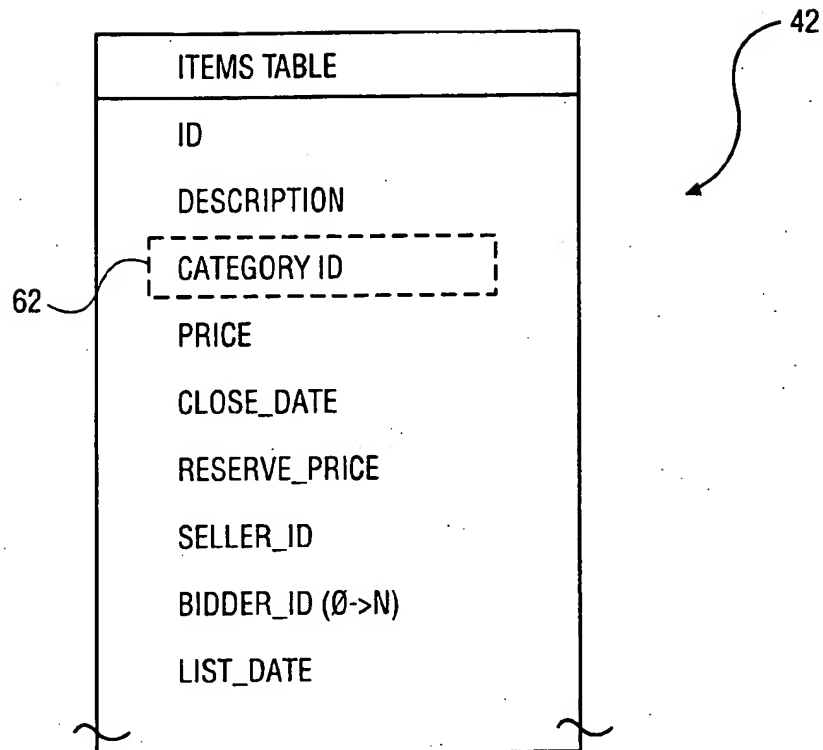 42
ITEMS TABLE
ID
DESCRIPTION
CATEGORY ID
62
PRICE
CLOSE_DATE
RESERVE_PRICE
SELLER_ID
BIDDER_ID (Ø->N)
LIST_DATE